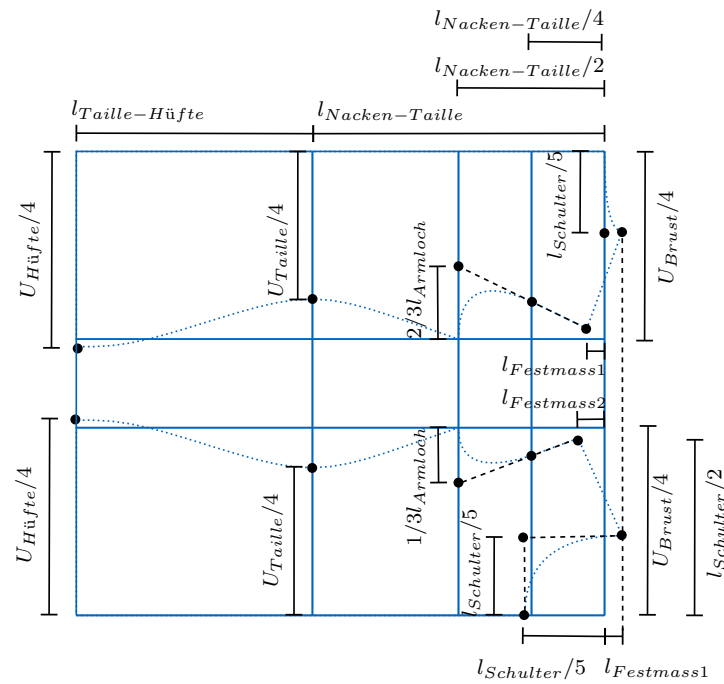 l_{Nacken-Taille}/4
l_{Nacken-Taille}/2
l_{Taille-Hüfte}
l_{Nacken-Taille}
U_{Hüfte}/4
U_{Taille}/4
2/3l_{Armloch}
l_{Schulter}/5
U_{Brust}/4
l_{Festmass1}
l_{Festmass2}
U_{Hüfte}/4
U_{Taille}/4
1/3l_{Armloch}
l_{Schulter}/5
U_{Brust}/4
l_{Schulter}/2
l_{Schulter}/5
l_{Festmass1}